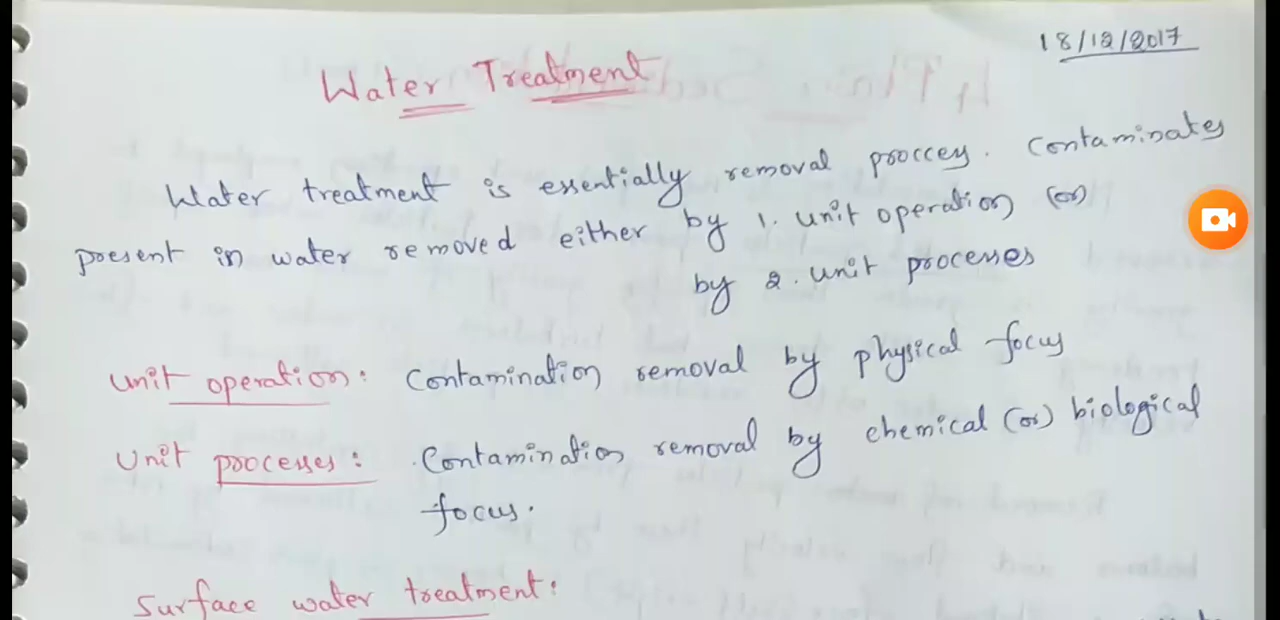 18/12/2017
Water Treatment
Water treatment is essentially removal proccey. Contaminates
present in water removed either by 1. unit operation (or)
by 2. unit processes
unit operation: Contamination removal by physical focus
Unit processes: Contamination removal by chemical (or) biological
focus.
Surface water treatment: